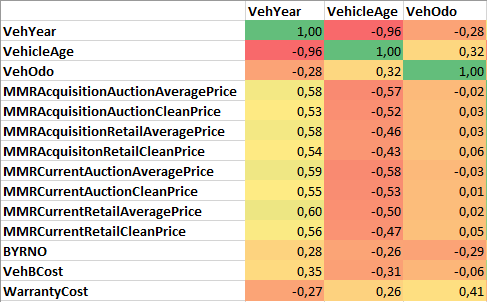 VehYear VehicleAge VehOdo
VehYear 1,00 -0,96 -0,28
VehicleAge -0,96 1,00 0,32
VehOdo -0,28 0,32 1,00
MMRAcquisitionAuctionAveragePrice 0,58 -0,57 -0,02
MMRAcquisitionAuctionCleanPrice 0,53 -0,52 0,03
MMRAcquisitionRetailAveragePrice 0,58 -0,46 0,03
MMRAcquisitonRetailCleanPrice 0,54 -0,43 0,06
MMRCurrentAuctionAveragePrice 0,59 -0,58 -0,03
MMRCurrentAuctionCleanPrice 0,55 -0,53 0,01
MMRCurrentRetailAveragePrice 0,60 -0,50 0,02
MMRCurrentRetailCleanPrice 0,56 -0,47 0,05
BYRNO 0,28 -0,26 -0,29
VehBCost 0,35 -0,31 -0,06
WarrantyCost -0,27 0,26 0,41